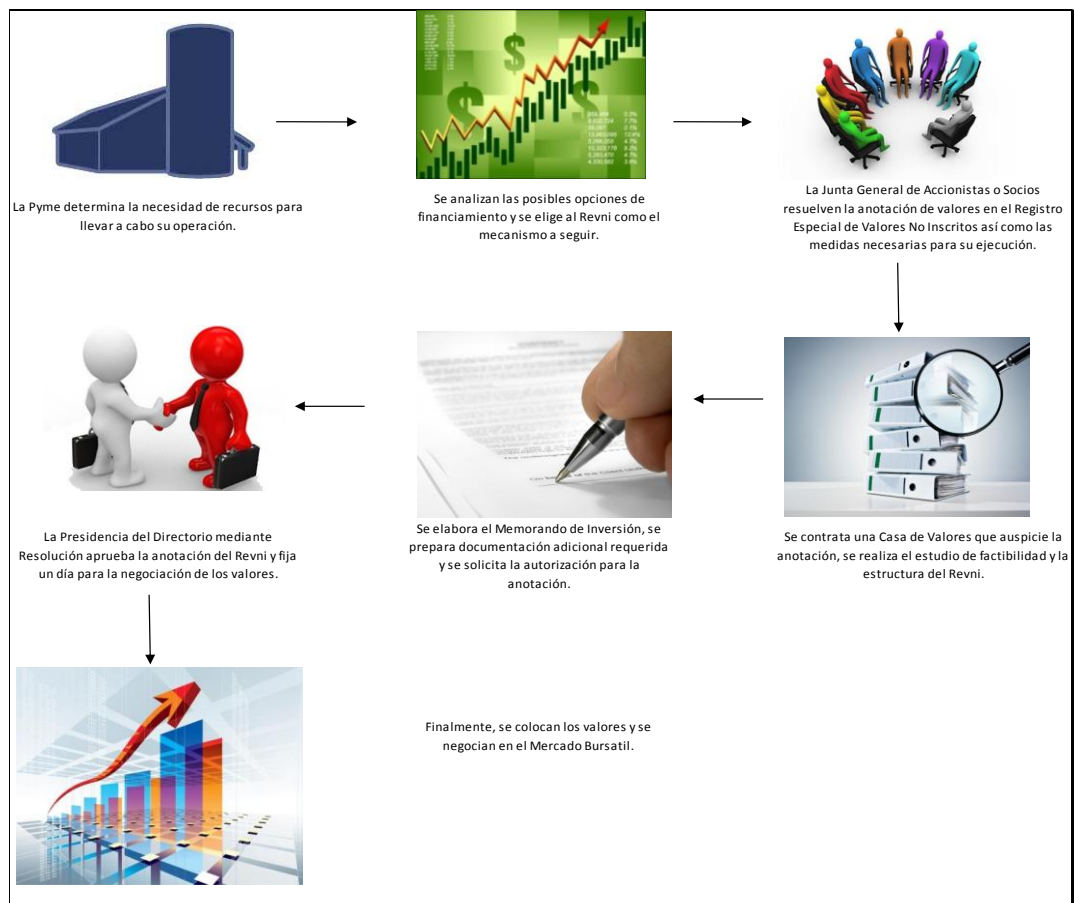 La Pyme determina la necesidad de recursos para
llevar a cabo su operación.
Se analizan las posibles opciones de
financiamiento y se elige al Revni como el
mecanismo a seguir.
La Junta General de Accionistas o Socios
resuelven la anotación de valores en el Registro
Especial de Valores No Inscritos así como las
medidas necesarias para su ejecución.
Se contrata una Casa de Valores que auspicie la
anotación, se realiza el estudio de factibilidad y la
estructura del Revni.
Se elabora el Memorando de Inversión, se
prepara documentación adicional requerida
y se solicita la autorización para la
anotación.
La Presidencia del Directorio mediante
Resolución aprueba la anotación del Revni y fija
un día para la negociación de los valores.
Finalmente, se colocan los valores y se
negocian en el Mercado Bursatil.